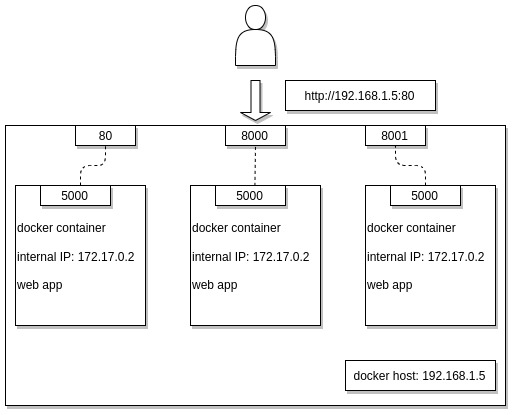 http://192.168.1.5:80
80
8000
8001
5000
5000
5000
docker container
internal IP: 172.17.0.2
web app
docker container
internal IP: 172.17.0.2
web app
docker container
internal IP: 172.17.0.2
web app
docker host: 192.168.1.5